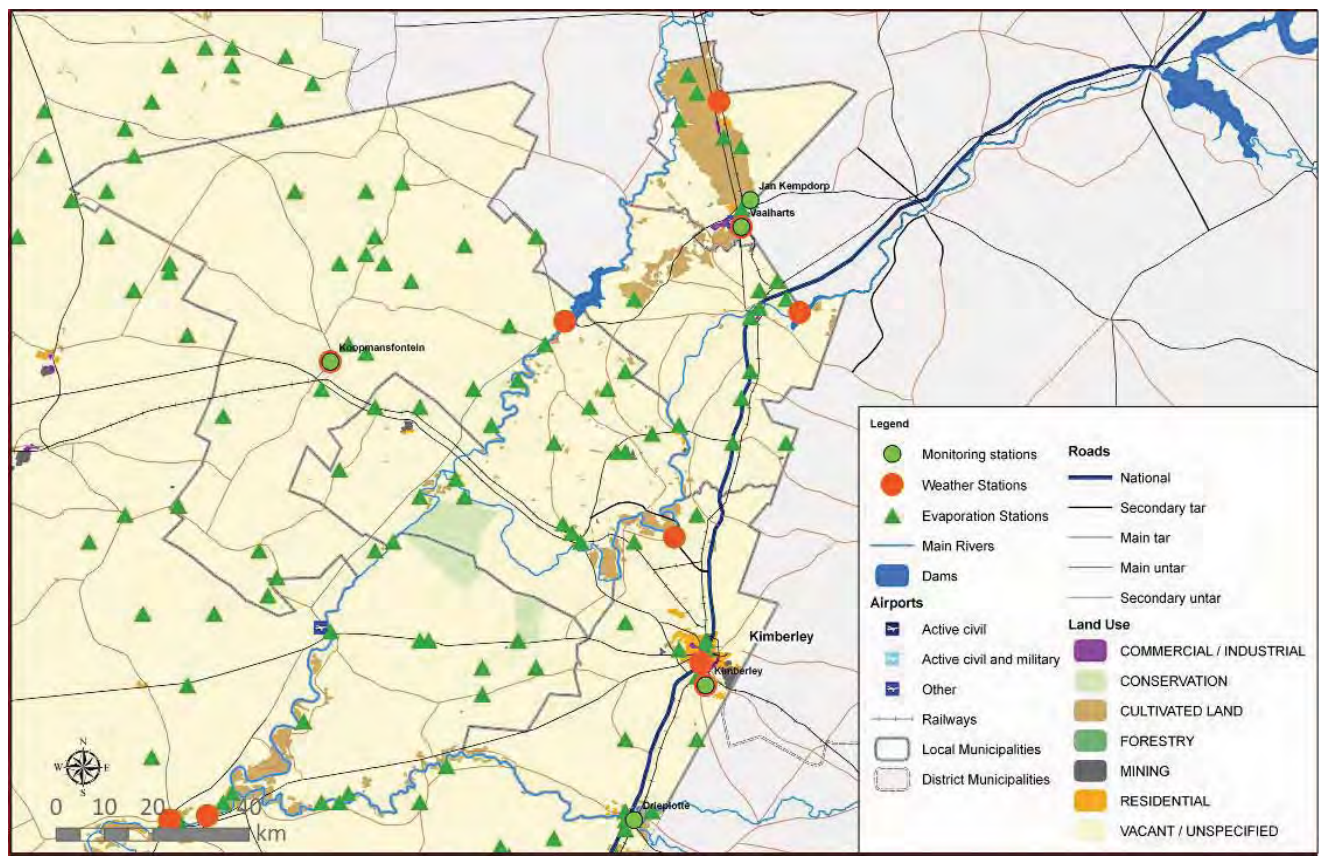 Jan Kempdorp
Vaalharts
Koopmansfontein
Kimberley
Kimberley
Drieplotte
N
W E
S
0 10 20 40
km
Legend
Monitoring stations
Weather Stations
Evaporation Stations
Main Rivers
Dams
Airports
Active civil
Active civil and military
Other
Railways
Local Municipalities
District Municipalities
Roads
National
Secondary tar
Main tar
Main untar
Secondary untar
Land Use
COMMERCIAL / INDUSTRIAL
CONSERVATION
CULTIVATED LAND
FORESTRY
MINING
RESIDENTIAL
VACANT / UNSPECIFIED